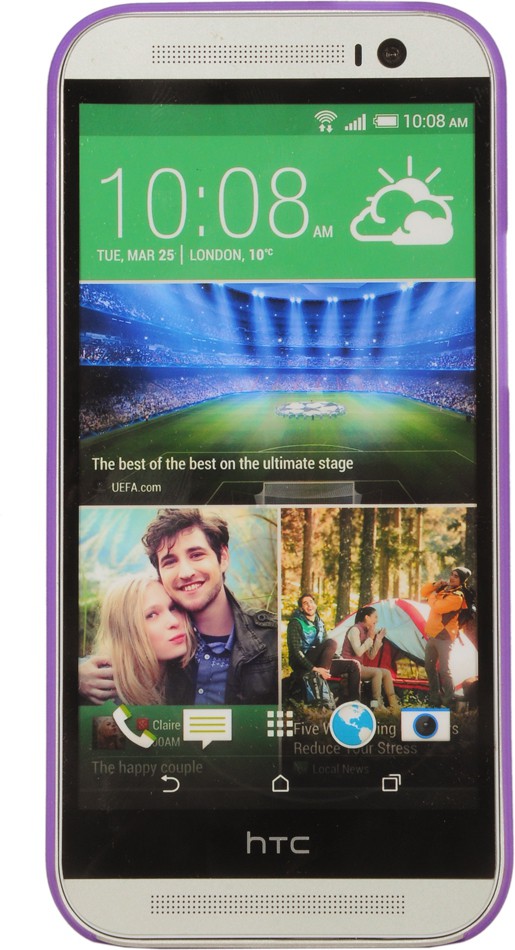 10:08 AM
10:08 AM
TUE, MAR 25 | LONDON, 10°C
The best of the best on the ultimate stage
UEFA.com
Claire
Five
Reduce Your Stress
The happy couple
Local News
hTC